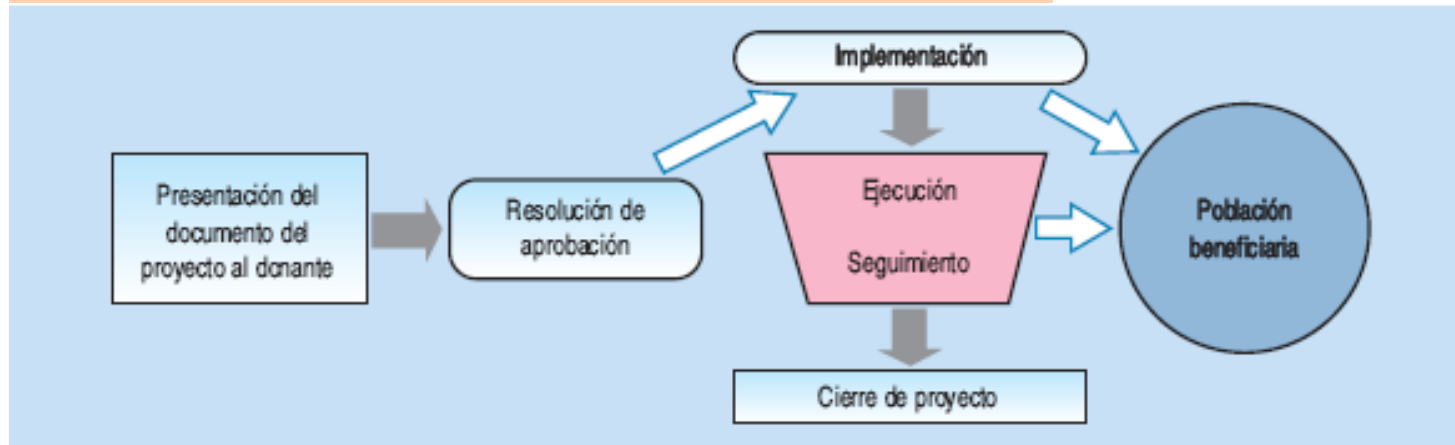 Presentación del
documento del
proyecto al donante
Resolución de
aprobación
Implementación
Ejecución
Seguimiento
Cierre de proyecto
Población
beneficiaria